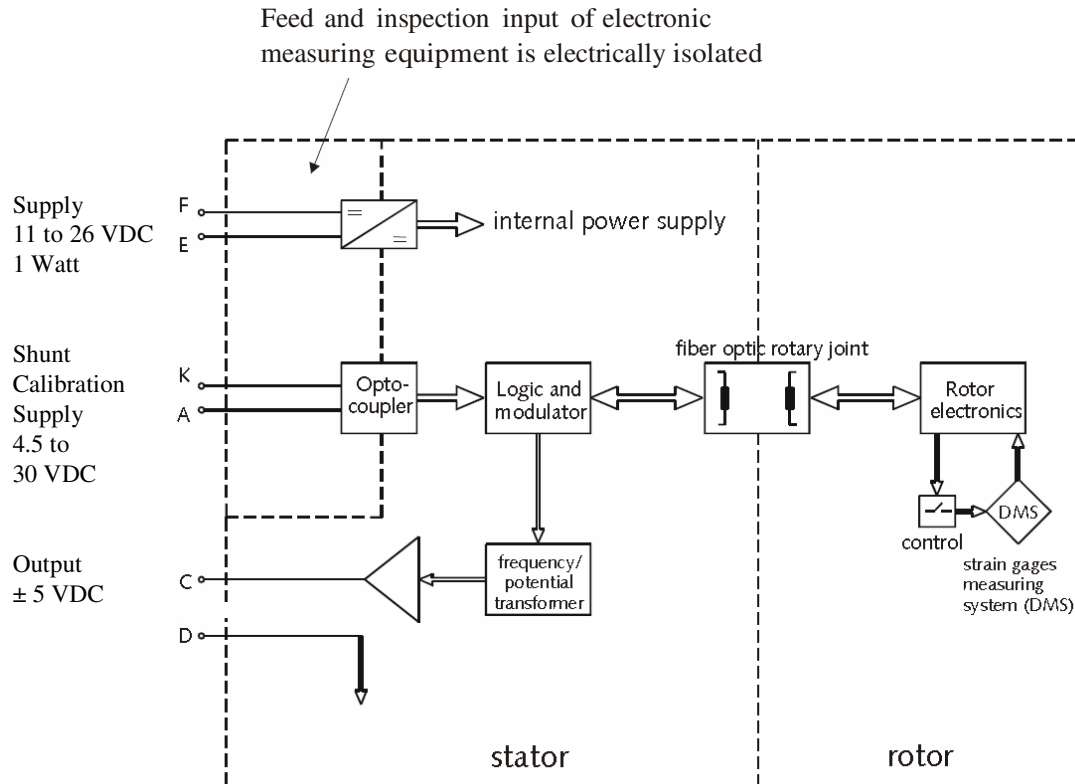 Feed and inspection input of electronic
measuring equipment is electrically isolated
Supply
11 to 26 VDC
1 Watt
F
E
=
=
internal power supply
Shunt
Calibration
Supply
4.5 to
30 VDC
K
A
Opto-
coupler
Logic and
modulator
fiber optic rotary joint
Rotor
electronics
control
DMS
strain gages
measuring
system (DMS)
Output
± 5 VDC
C
D
frequency/
potential
transformer
stator
rotor